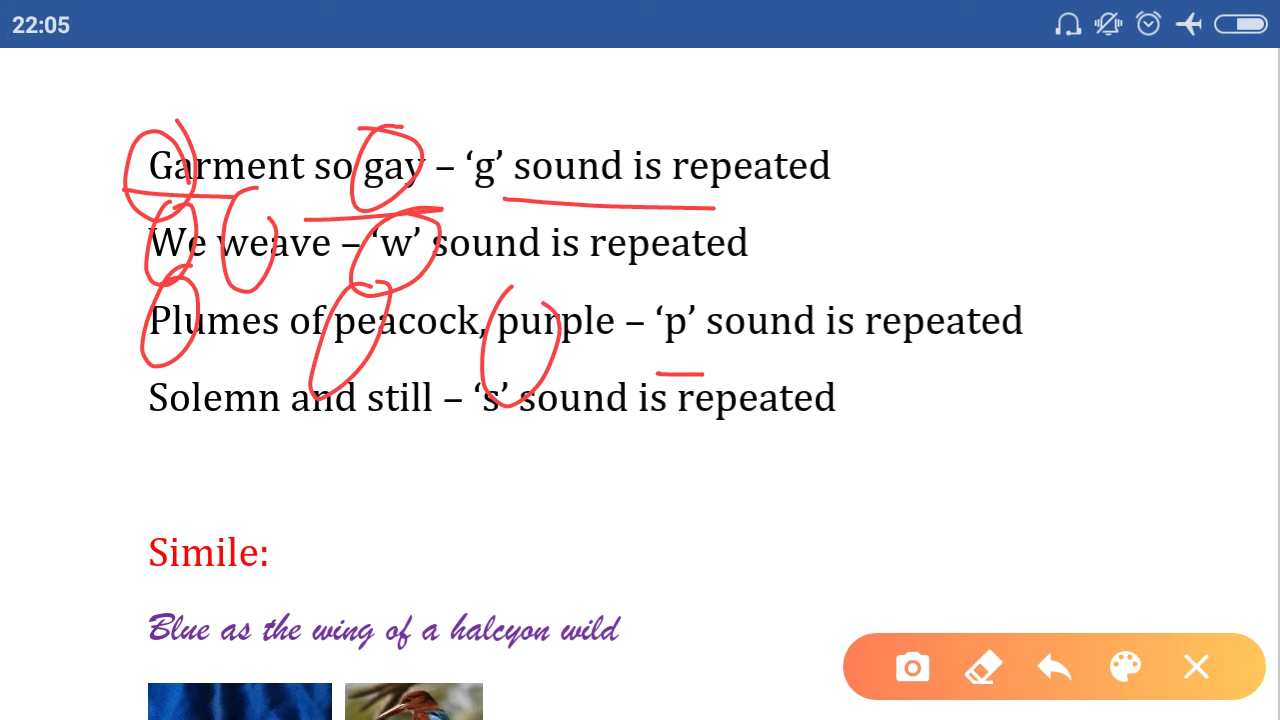 22:05
Garment so gay – ‘g’ sound is repeated
We weave – ‘w’ sound is repeated
Plumes of peacock, purple – ‘p’ sound is repeated
Solemn and still – ‘s’ sound is repeated
Simile:
Blue as the wing of a halcyon wild